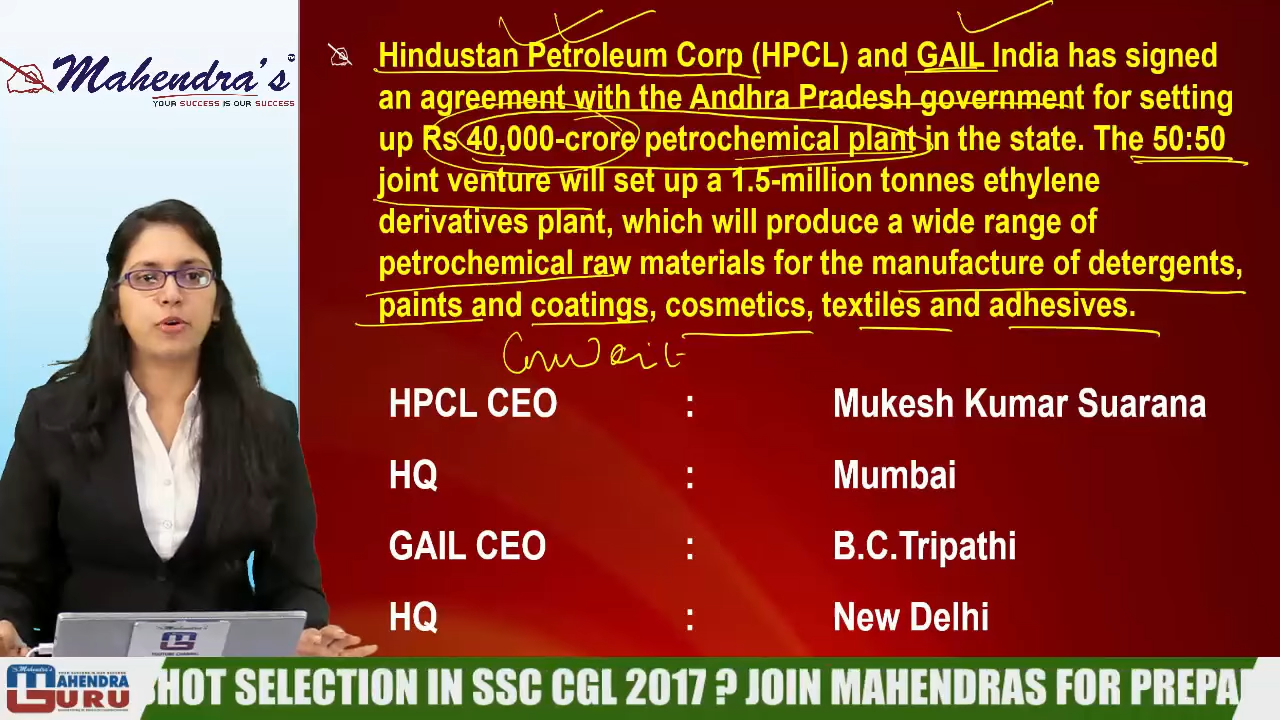 Mahendra's
YOUR SUCCESS IS OUR SUCCESS
Hindustan Petroleum Corp (HPCL) and GAIL India has signed
an agreement with the Andhra Pradesh government for setting
up Rs 40,000-crore petrochemical plant in the state. The 50:50
joint venture will set up a 1.5-million tonnes ethylene
derivatives plant, which will produce a wide range of
petrochemical raw materials for the manufacture of detergents,
paints and coatings, cosmetics, textiles and adhesives.
HPCL CEO : Mukesh Kumar Suarana
HQ : Mumbai
GAIL CEO : B.C.Tripathi
HQ : New Delhi
MAHENDRA GURU
SHOT SELECTION IN SSC CGL 2017 ? JOIN MAHENDRAS FOR PREPA